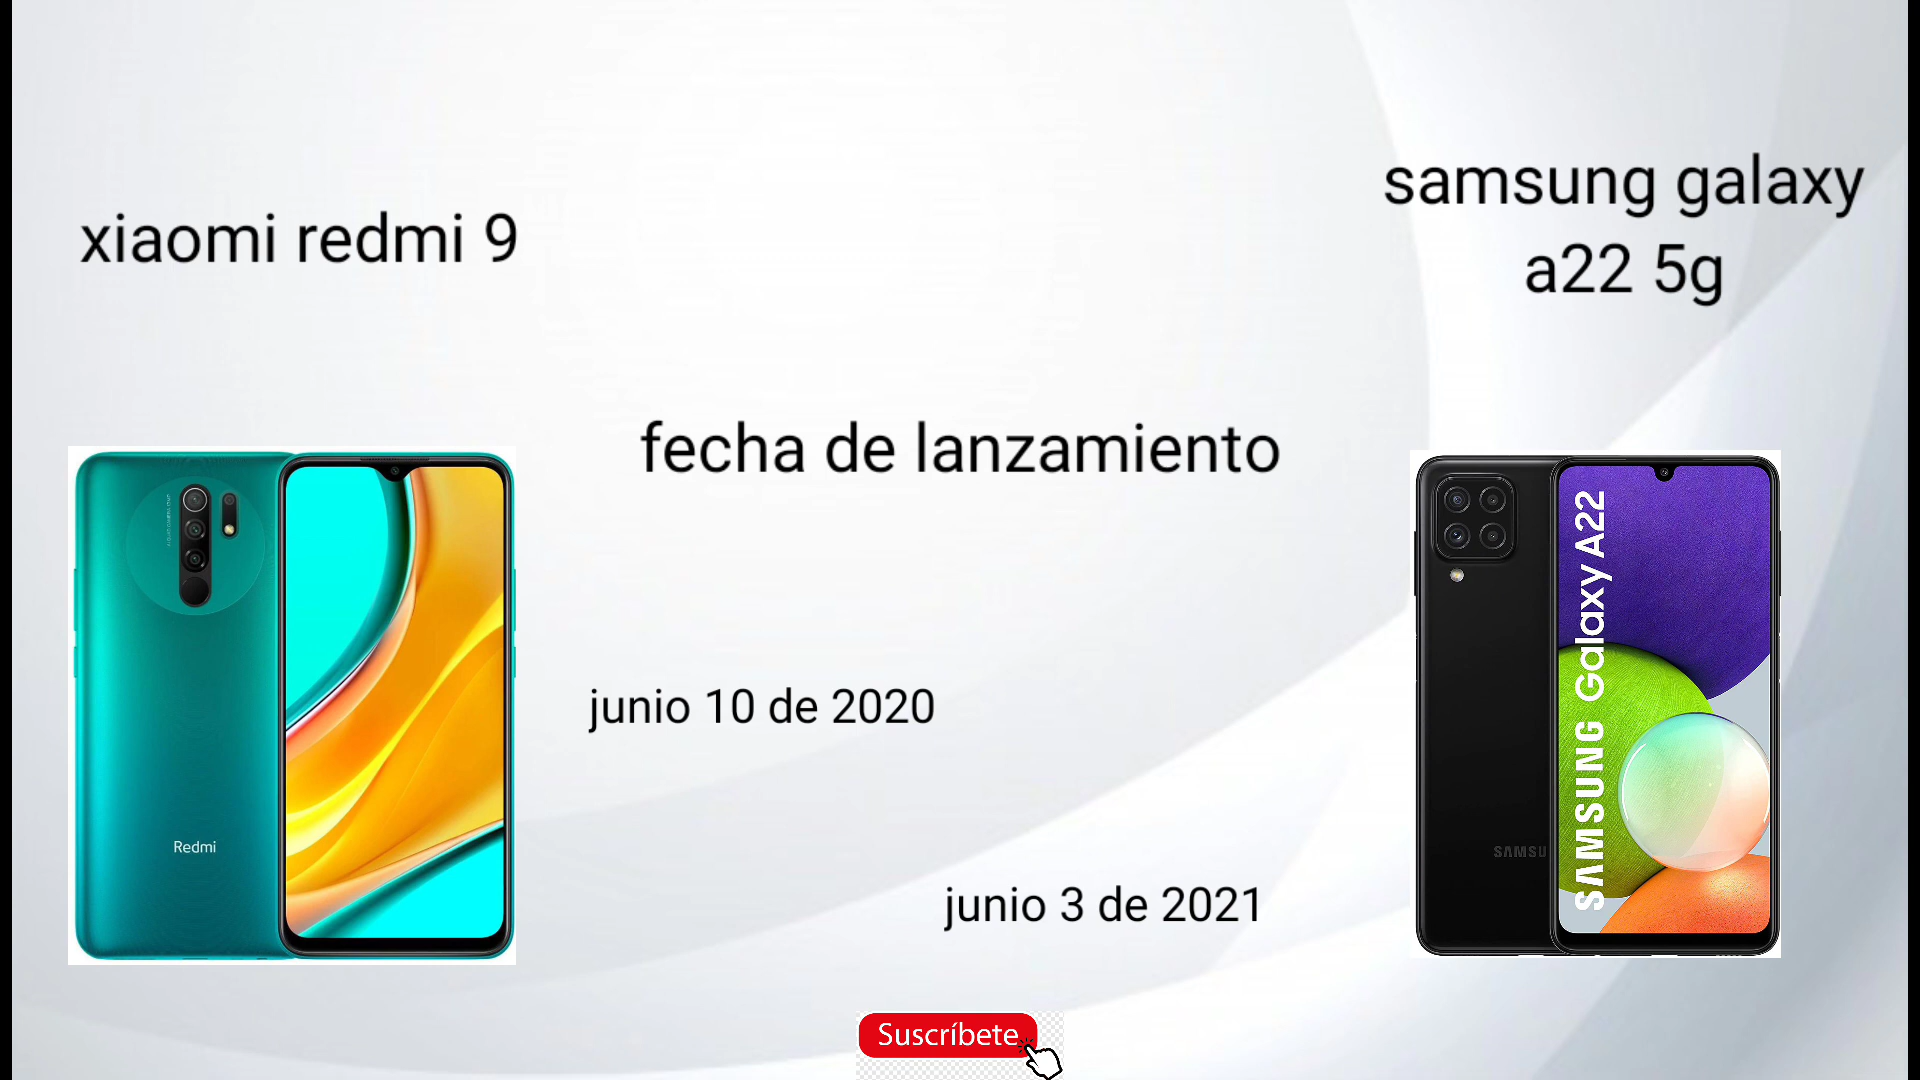 xiaomi redmi 9
samsung galaxy
a22 5g
fecha de lanzamiento
Redmi
SAMSUNG Galaxy A22
SAMSU
junio 10 de 2020
junio 3 de 2021
Suscríbete